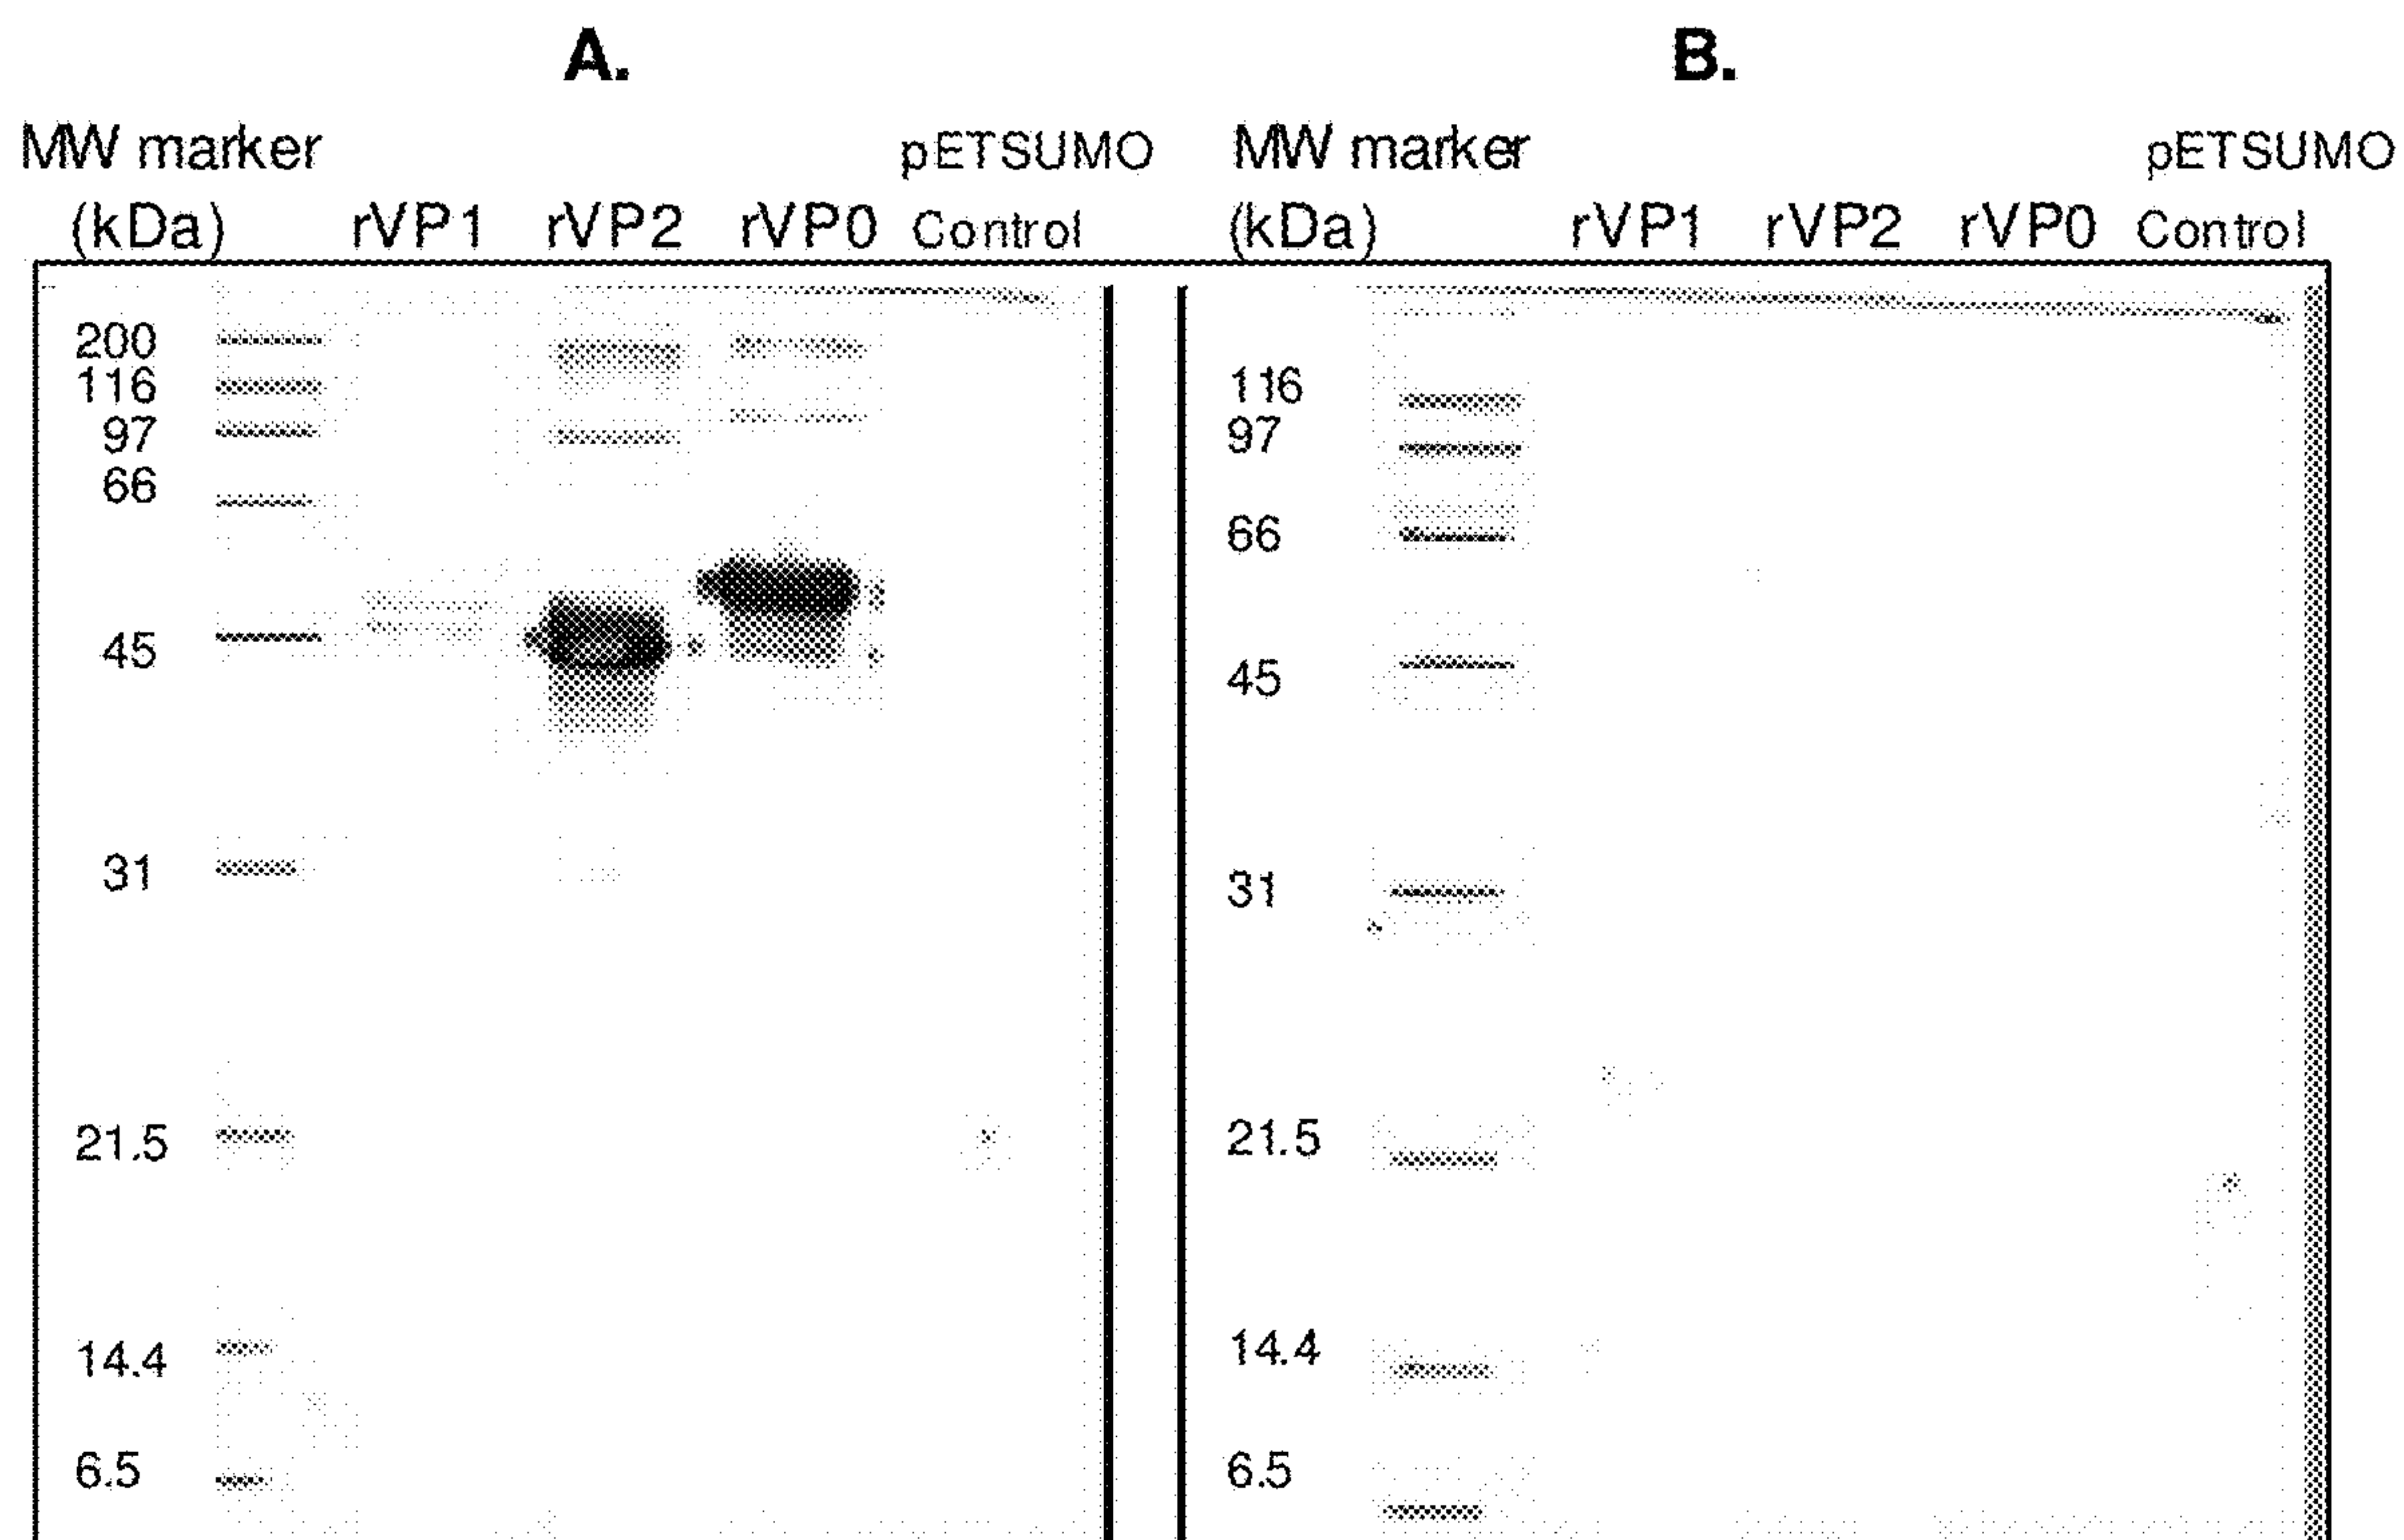 A.
B.
MW marker
pETSUMO
MW marker
pETSUMO
(kDa) rVP1 rVP2 rVP0 Control
(kDa) rVP1 rVP2 rVP0 Control
200
116
97
66
45
31
21.5
14.4
6.5
116
97
66
45
31
21.5
14.4
6.5